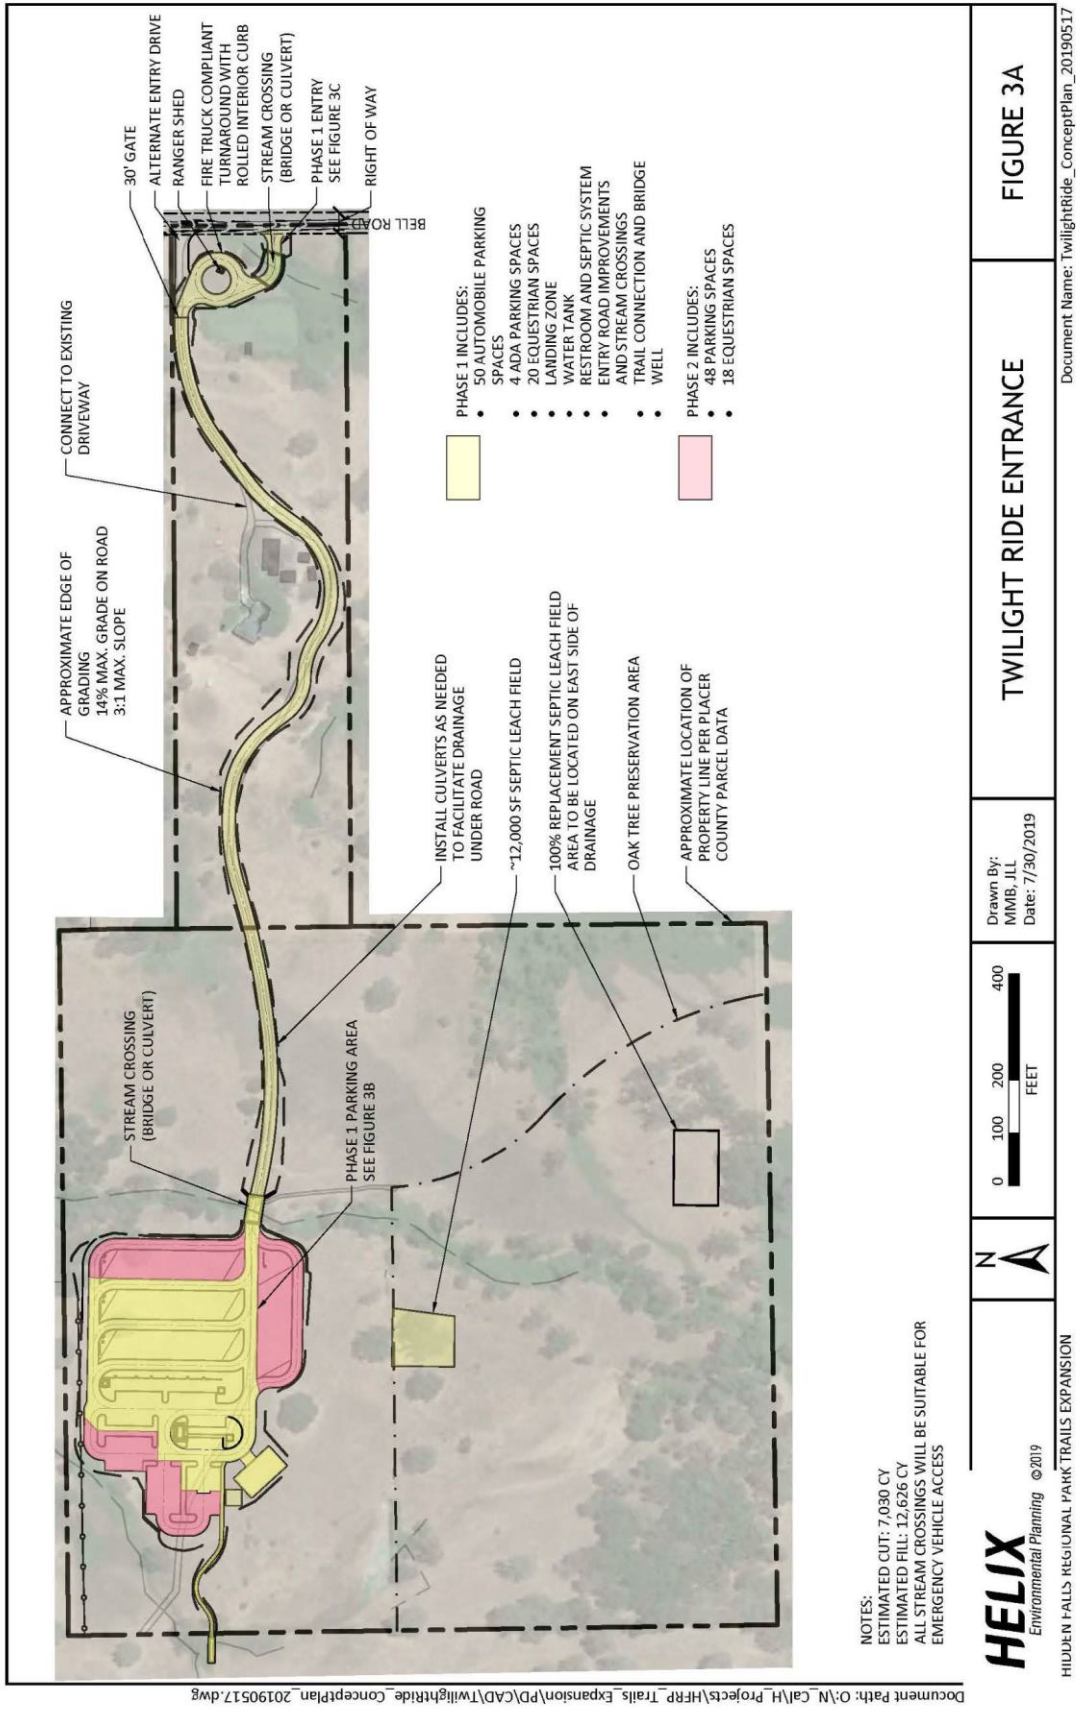 30' GATE
ALTERNATE ENTRY DRIVE
RANGER SHED
FIRE TRUCK COMPLIANT
TURNAROUND WITH
ROLLED INTERIOR CURB
STREAM CROSSING
(BRIDGE OR CULVERT)
PHASE 1 ENTRY
SEE FIGURE 3C
RIGHT OF WAY
BELL ROAD
CONNECT TO EXISTING
DRIVEWAY
APPROXIMATE EDGE OF
GRADING
14% MAX. GRADE ON ROAD
3:1 MAX. SLOPE
STREAM CROSSING
(BRIDGE OR CULVERT)
PHASE 1 PARKING AREA
SEE FIGURE 3B
INSTALL CULVERTS AS NEEDED
TO FACILITATE DRAINAGE
UNDER ROAD
~12,000 SF SEPTIC LEACH FIELD
100% REPLACEMENT SEPTIC LEACH FIELD
AREA TO BE LOCATED ON EAST SIDE OF
DRAINAGE
OAK TREE PRESERVATION AREA
APPROXIMATE LOCATION OF
PROPERTY LINE PER PLACER
COUNTY PARCEL DATA
PHASE 1 INCLUDES:
• 50 AUTOMOBILE PARKING
SPACES
• 4 ADA PARKING SPACES
• 20 EQUESTRIAN SPACES
• LANDING ZONE
• WATER TANK
• RESTROOM AND SEPTIC SYSTEM
• ENTRY ROAD IMPROVEMENTS
AND STREAM CROSSINGS
• TRAIL CONNECTION AND BRIDGE
• WELL
PHASE 2 INCLUDES:
• 48 PARKING SPACES
• 18 EQUESTRIAN SPACES
NOTES:
ESTIMATED CUT: 7,030 CY
ESTIMATED FILL: 12,626 CY
ALL STREAM CROSSINGS WILL BE SUITABLE FOR
EMERGENCY VEHICLE ACCESS
HELIX
Environmental Planning ©2019
N
0 100 200 400
FEET
Drawn By:
MMB, JLL
Date: 7/30/2019
TWILIGHT RIDE ENTRANCE
FIGURE 3A
HIDDEN FALLS REGIONAL PARK TRAILS EXPANSION
Document Name: TwilightRide_ConceptPlan_20190517
Document Path: O:\N_Cal\H_Projects\HFRP_Trails_Expansion\PD\CAD\TwilightRide_ConceptPlan_20190517.dwg